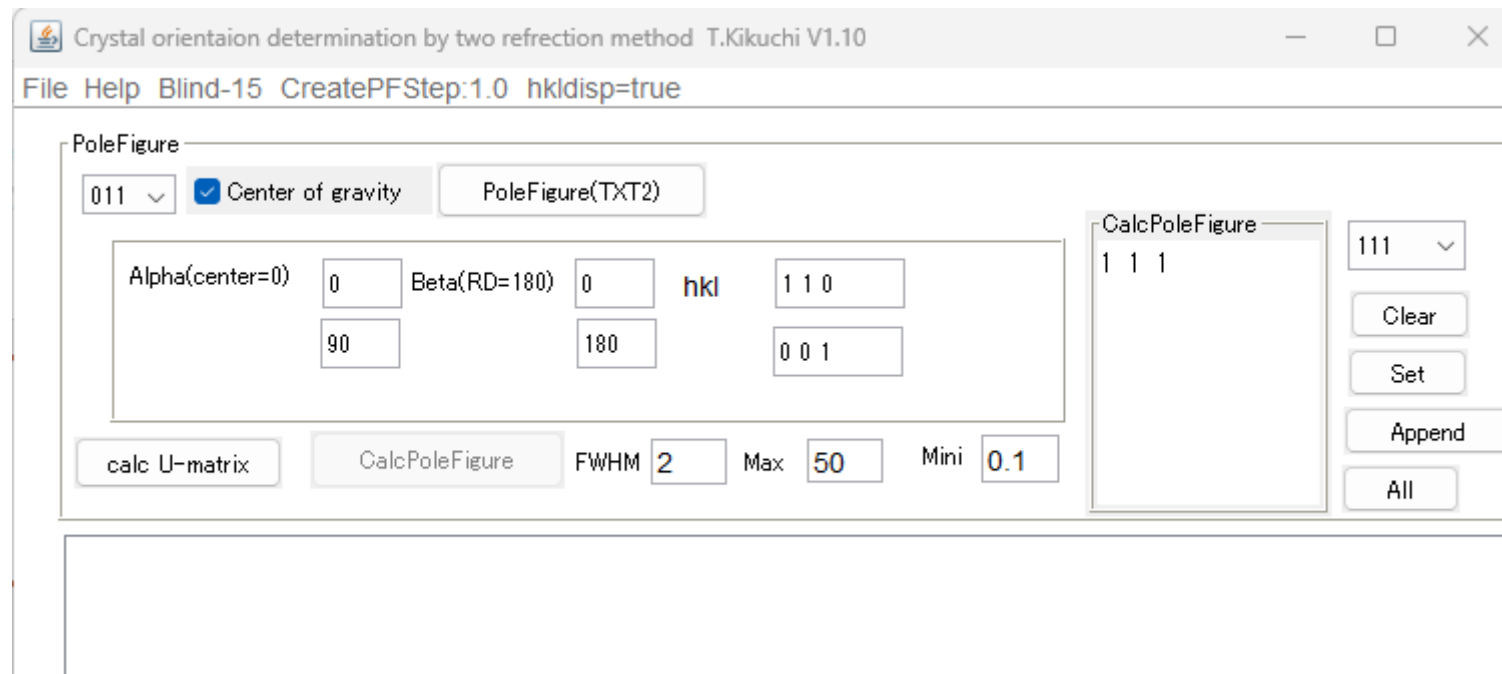 Crystal orientaion determination by two refrection method T.Kikuchi V1.10
File Help Blind-15 CreatePFStep:1.0 hkldisp=true
PoleFigure
011 Center of gravity PoleFigure(TXT2)
CalcPoleFigure
111
1 1 1
Alpha(center=0) 0 Beta(RD=180) 0 hkl 1 1 0
Clear
90 180 0 0 1
Set
Append
calc U-matrix CalcPoleFigure FWHM 2 Max 50 Mini 0.1
All